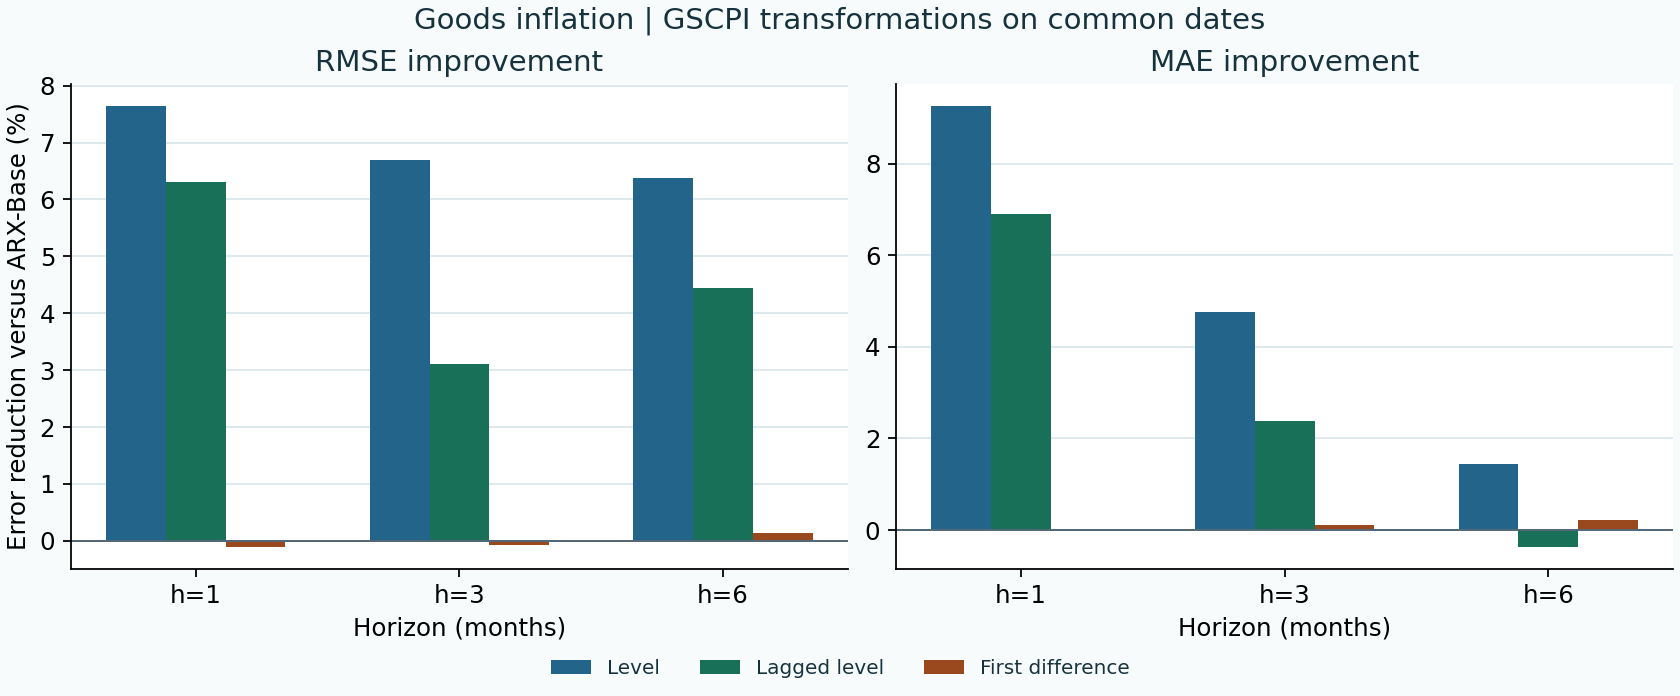 Goods inflation | GSCPI transformations on common dates
RMSE improvement
Error reduction versus ARX-Base (%)
8
7
6
5
4
3
2
1
0
h=1 h=3 h=6
Horizon (months)
MAE improvement
8
6
4
2
0
h=1 h=3 h=6
Horizon (months)
Level Lagged level First difference